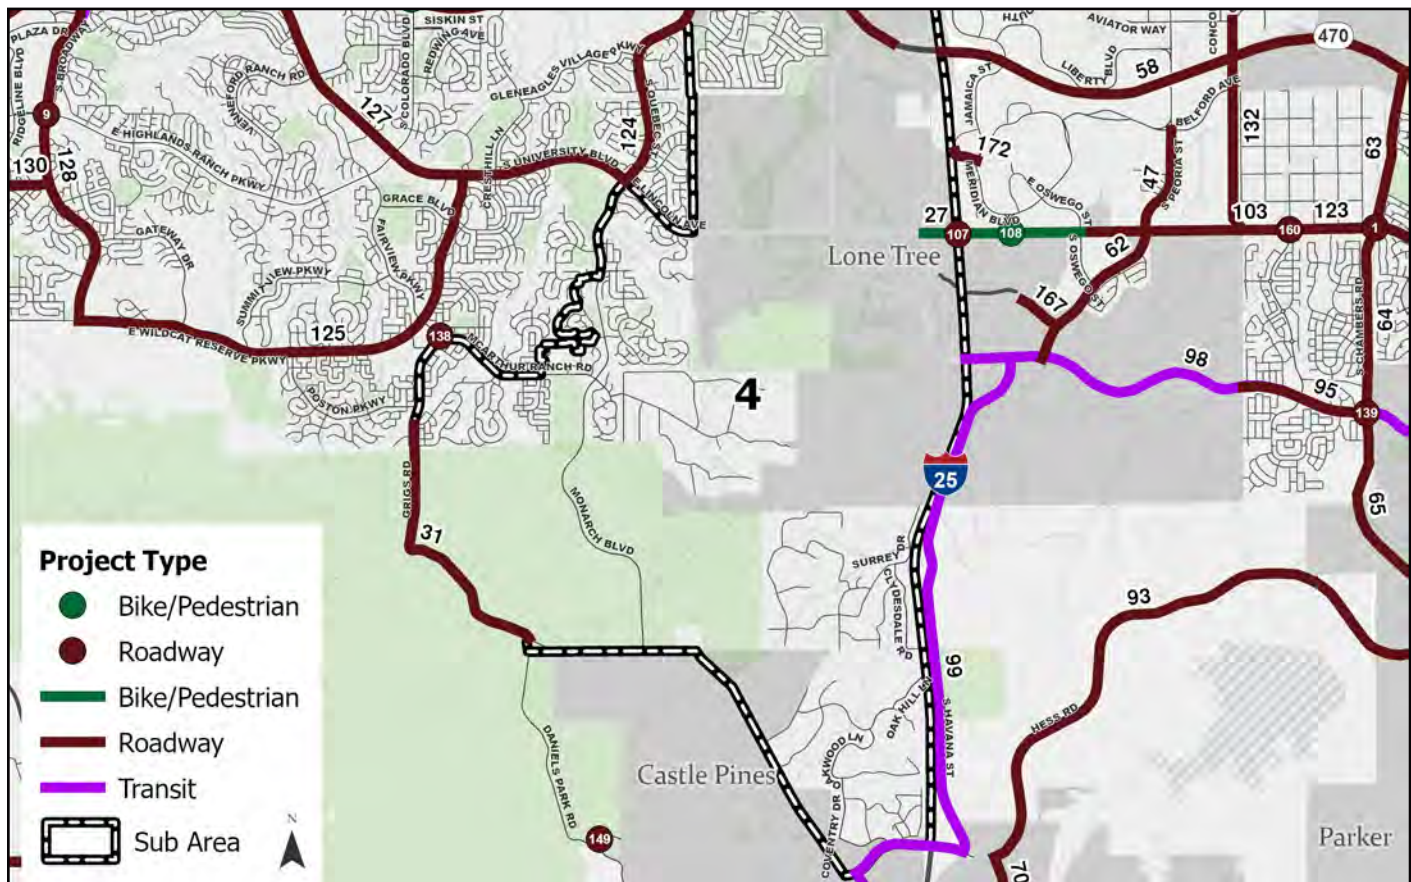 SISKIN ST
PLAZA DR
S BROADWAY
RIDGELINE BLVD
VENNEFORD RANCH RD
S COLORADO BLVD
REDWING AVE
GLENEAGLES VILLAGE PKWY
9
E HIGHLANDS RANCH PKWY
127
CRESTHILL LN
124
S QUEBEC ST
S UNIVERSITY BLVD
130
128
GRACE BLVD
E LINCOLN AVE
GATEWAY DR
FAIRVIEW PKWY
SUMMIT VIEW PKWY
E WILDCAT RESERVE PKWY
125
138
MCARTHUR RANCH RD
POSTON PKWY
4
GRIGS RD
31
MONARCH BLVD
AVIATOR WAY
470
LIBERTY BLVD
58
JAMAICA ST
BELFORD AVE
132
63
172
MERIDIAN BLVD
E OSWEGO ST
47
S PEORIA ST
27
107
108
S OSWEGO ST
62
103
160
123
1
Lone Tree
167
S CHAMBERS RD
64
98
95
139
25
65
SURREY DR
CLYDESDALE RD
93
99
OAK HILL LN
S HAVANA ST
HESS RD
KWOOD LN
COVENTRY DR
Castle Pines
DANIELS PARK RD
149
Parker
70
Project Type
Bike/Pedestrian
Roadway
Bike/Pedestrian
Roadway
Transit
Sub Area
N